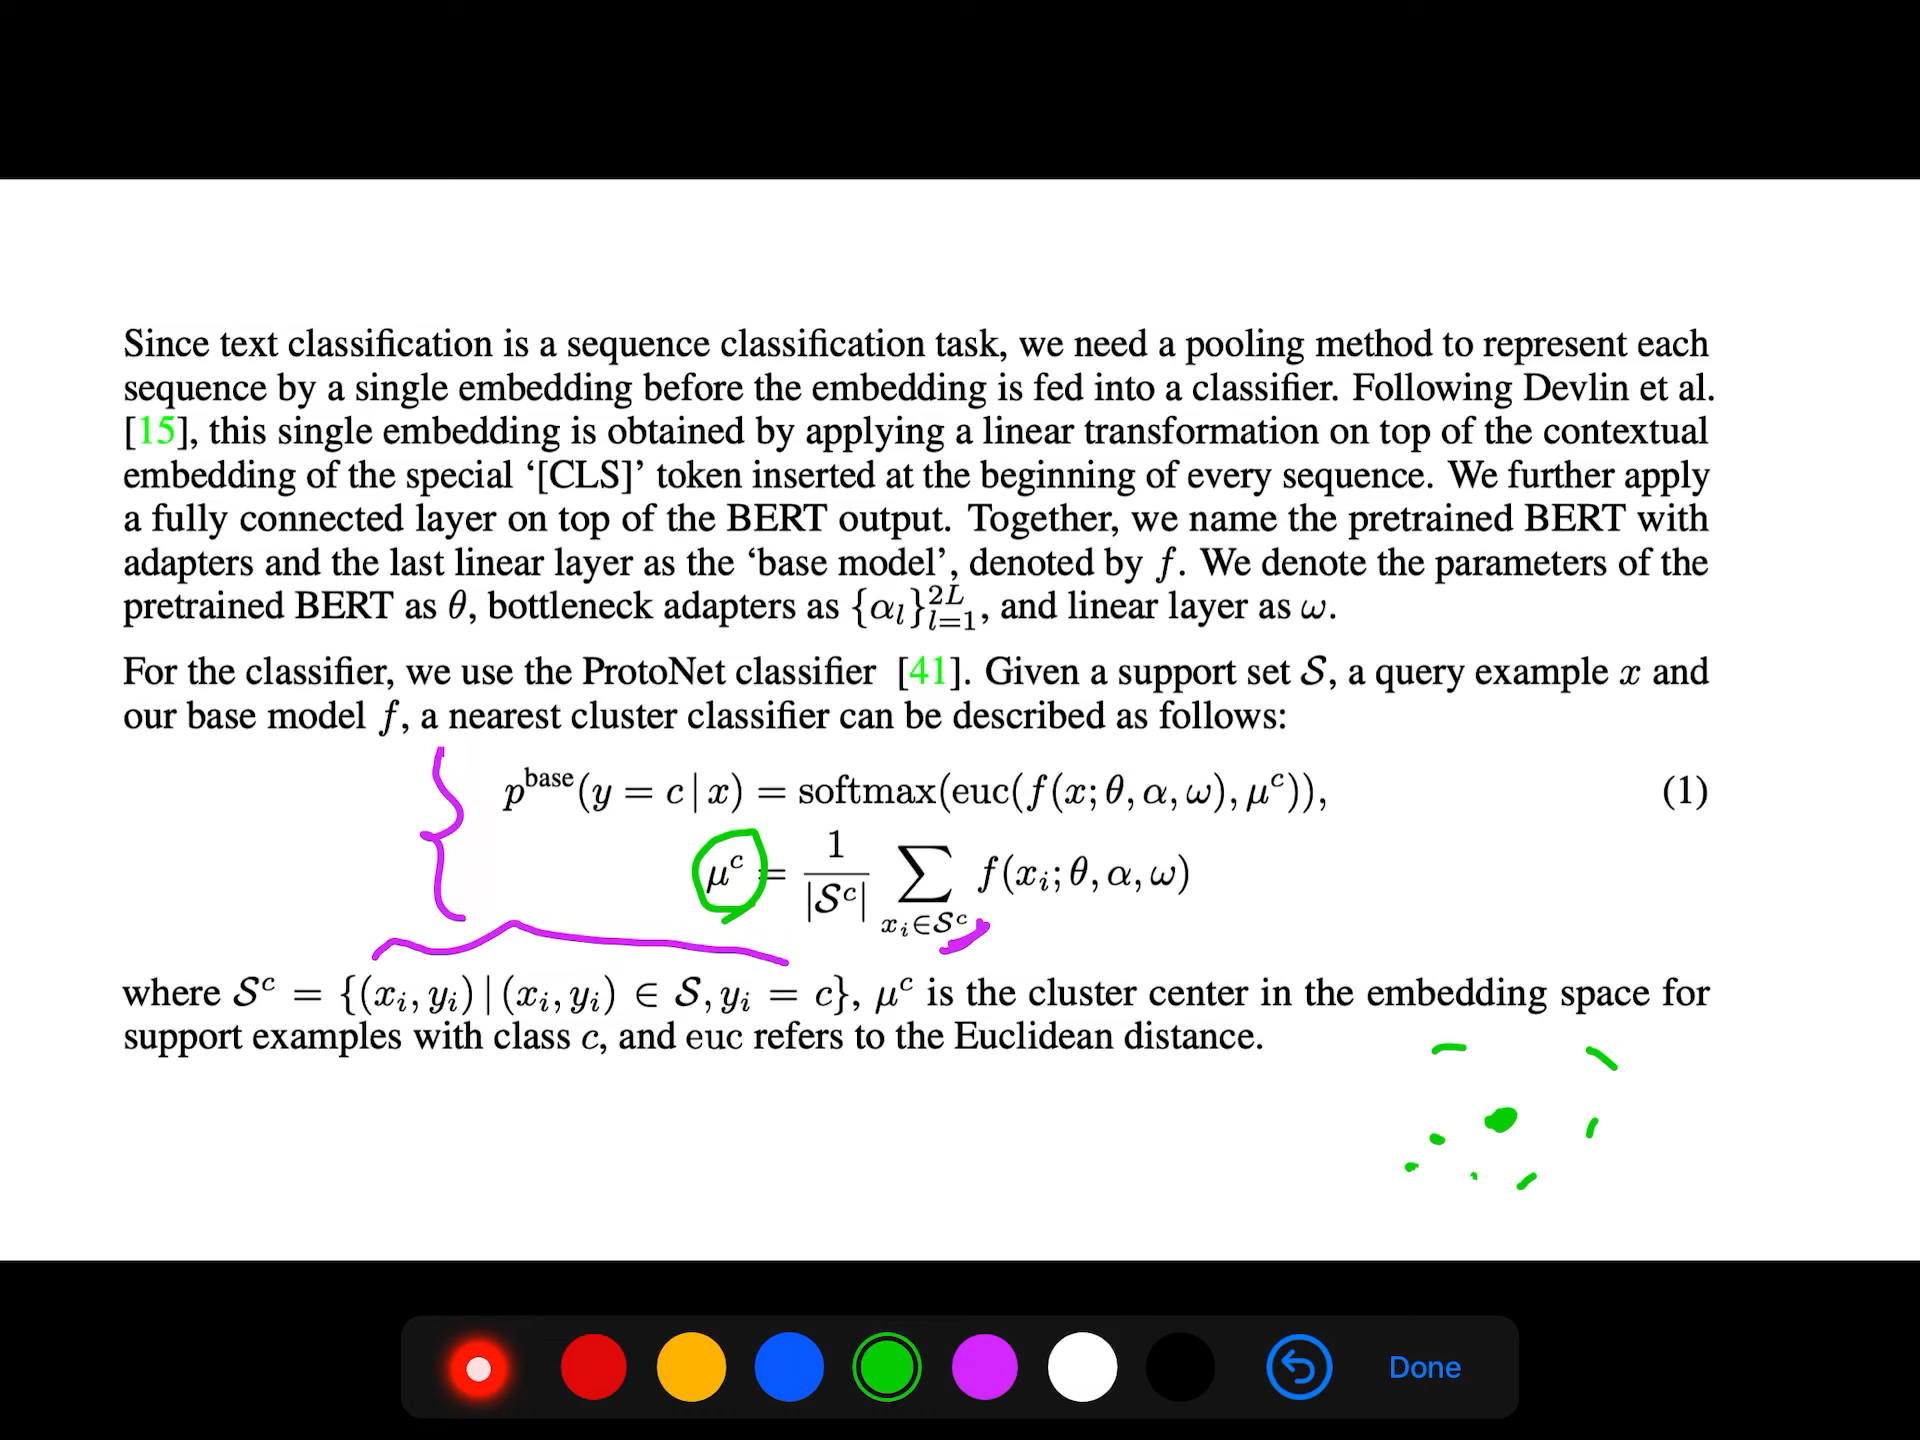 Since text classification is a sequence classification task, we need a pooling method to represent each
sequence by a single embedding before the embedding is fed into a classifier. Following Devlin et al.
[15], this single embedding is obtained by applying a linear transformation on top of the contextual
embedding of the special ‘[CLS]’ token inserted at the beginning of every sequence. We further apply
a fully connected layer on top of the BERT output. Together, we name the pretrained BERT with
adapters and the last linear layer as the ‘base model’, denoted by f. We denote the parameters of the
pretrained BERT as θ, bottleneck adapters as {α_l}_{l=1}^{2L}, and linear layer as ω.
For the classifier, we use the ProtoNet classifier [41]. Given a support set 𝒮, a query example x and
our base model f, a nearest cluster classifier can be described as follows:
p^{base}(y = c | x) = softmax(euc(f(x; θ, α, ω), μ^c)), (1)
μ^c = \frac{1}{|𝒮^c|} ∑_{x_i∈𝒮^c} f(x_i; θ, α, ω)
where 𝒮^c = {(x_i, y_i) | (x_i, y_i) ∈ 𝒮, y_i = c}, μ^c is the cluster center in the embedding space for
support examples with class c, and euc refers to the Euclidean distance.
Done